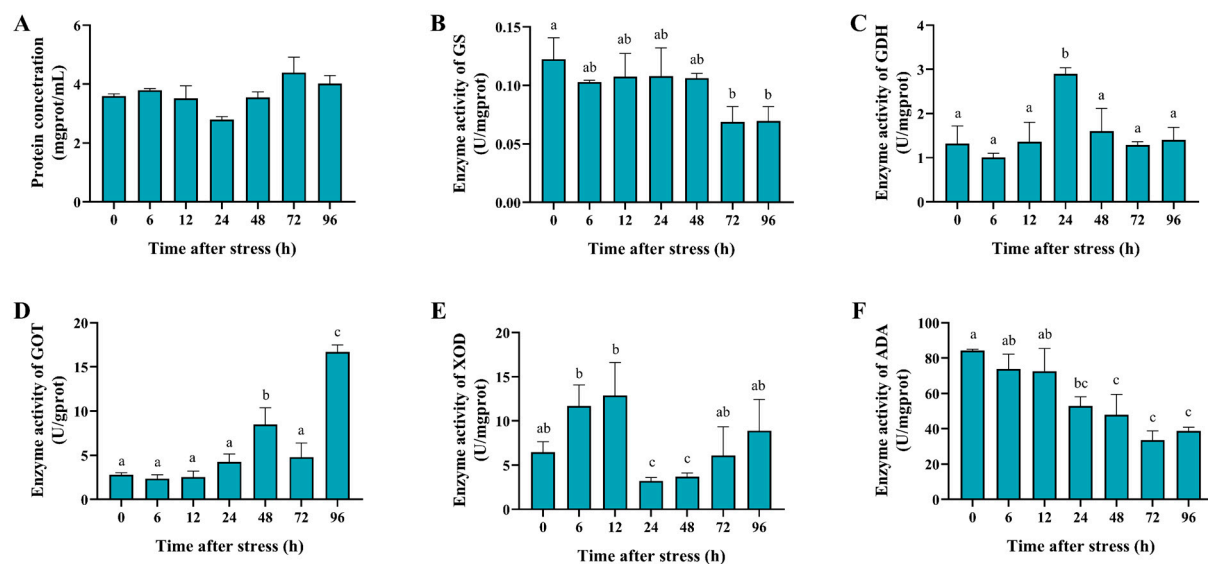 A
Protein concetration
(mgprot/mL)
6
4
2
0
0 6 12 24 48 72 96
Time after stress (h)
B
Enzyme activity of GS
(U/mgprot)
0.15
0.10
0.05
0.00
a ab ab ab ab b b
0 6 12 24 48 72 96
Time after stress (h)
C
Enzyme activity of GDH
(U/mgprot)
4
3
2
1
0
a a a b a a a
0 6 12 24 48 72 96
Time after stress (h)
D
Enzyme activity of GOT
(U/gprot)
20
15
10
5
0
a a a a b a c
0 6 12 24 48 72 96
Time after stress (h)
E
Enzyme activity of XOD
(U/mgprot)
20
15
10
5
0
ab b b c c ab ab
0 6 12 24 48 72 96
Time after stress (h)
F
Enzyme activity of ADA
(U/mgprot)
100
80
60
40
20
0
a ab ab bc c c c
0 6 12 24 48 72 96
Time after stress (h)